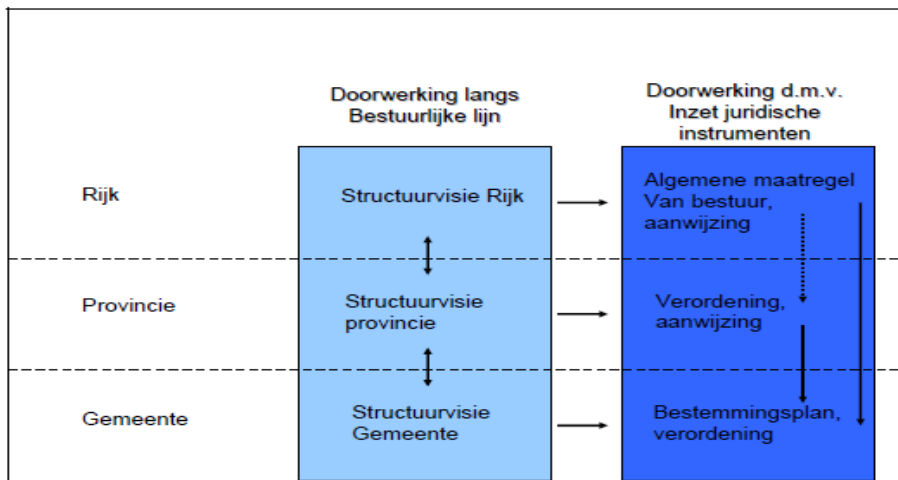 Doorwerking langs
Bestuurlijke lijn
Doorwerking d.m.v.
Inzet juridische
instrumenten
Rijk
Structuurvisie Rijk
Algemene maatregel
Van bestuur,
aanwijzing
Provincie
Structuurvisie
provincie
Verordening,
aanwijzing
Gemeente
Structuurvisie
Gemeente
Bestemmingsplan,
verordening